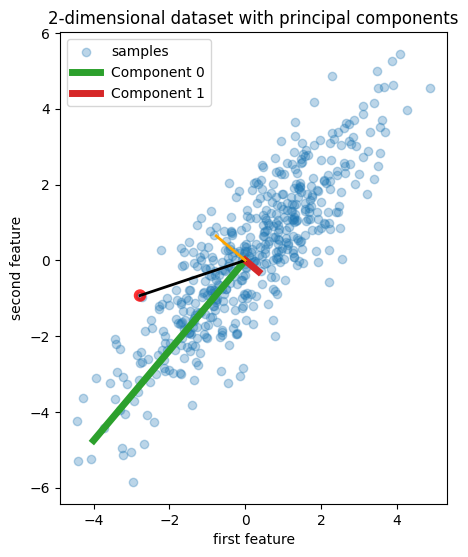 2-dimensional dataset with principal components
samples
Component 0
Component 1
6
4
2
0
−2
−4
−6
second feature
−4
−2
0
2
4
first feature